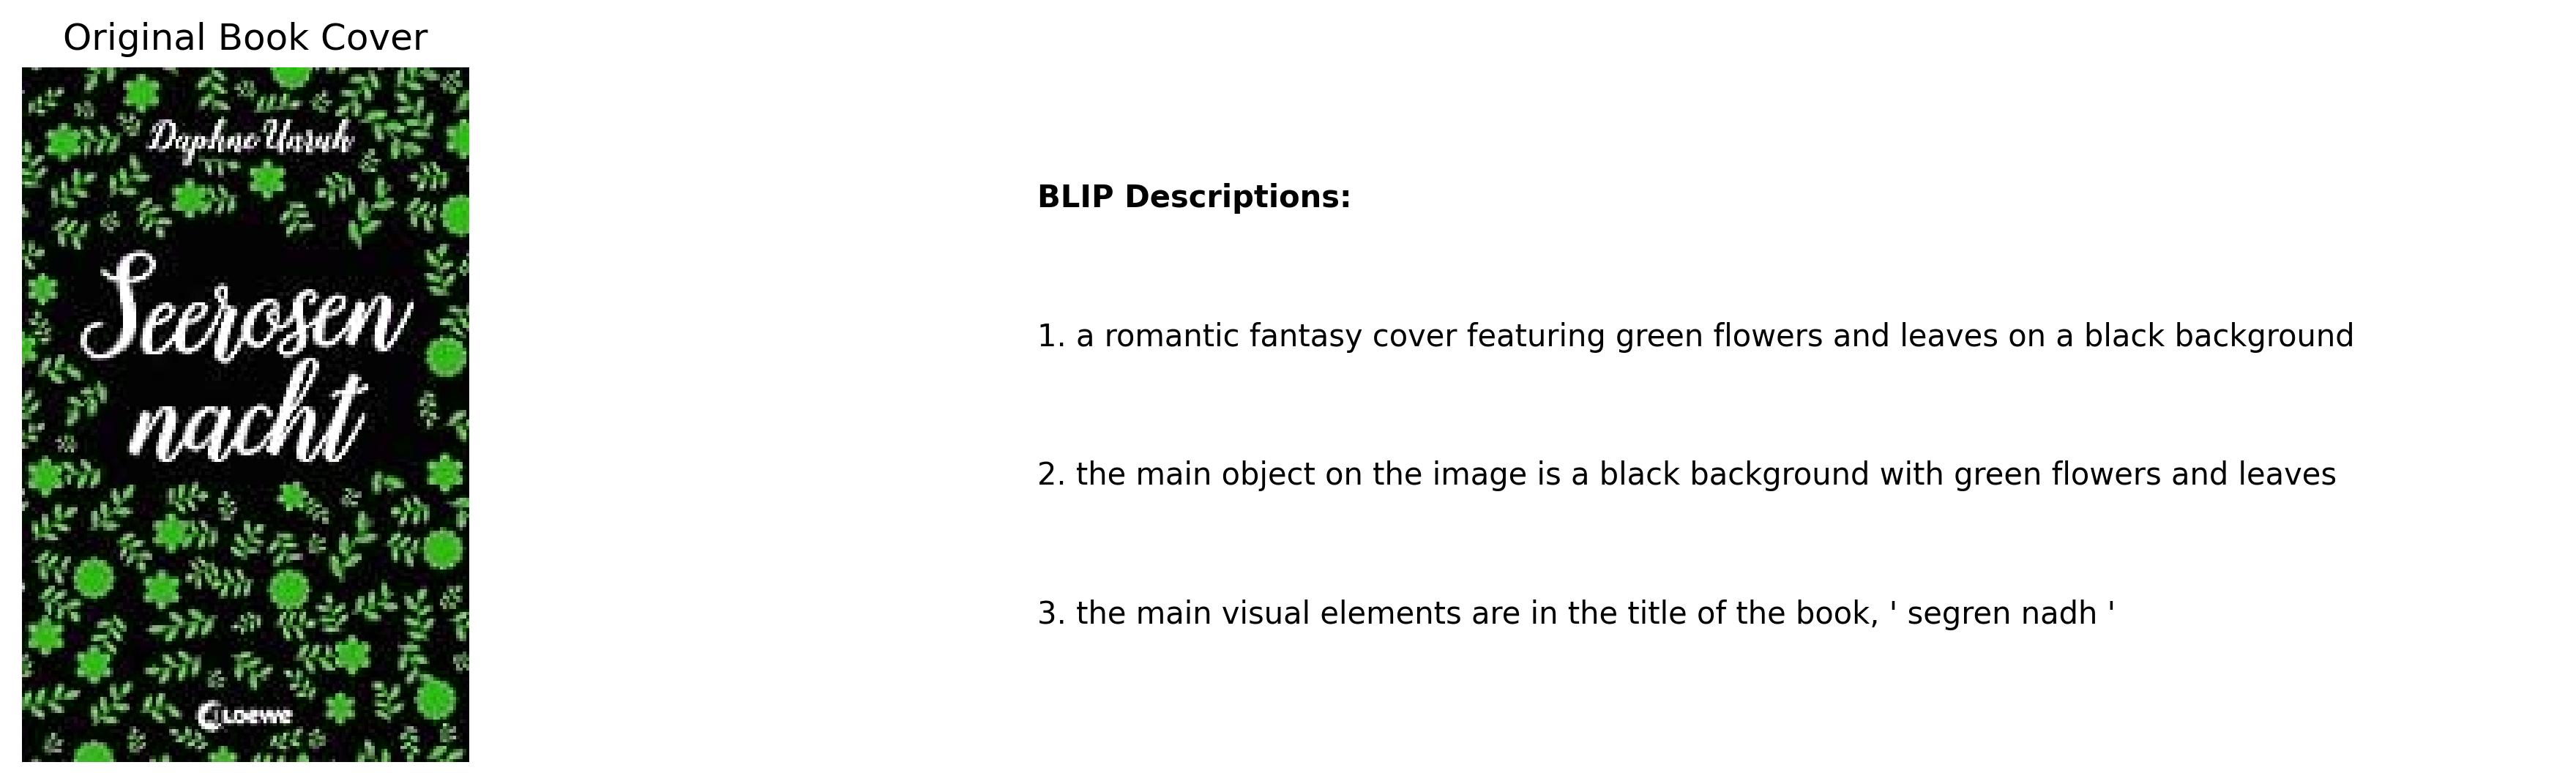 Original Book Cover
Daphne Unruh
Seerosen
nacht
LOEWE
BLIP Descriptions:
1. a romantic fantasy cover featuring green flowers and leaves on a black background
2. the main object on the image is a black background with green flowers and leaves
3. the main visual elements are in the title of the book, ' segren nadh '